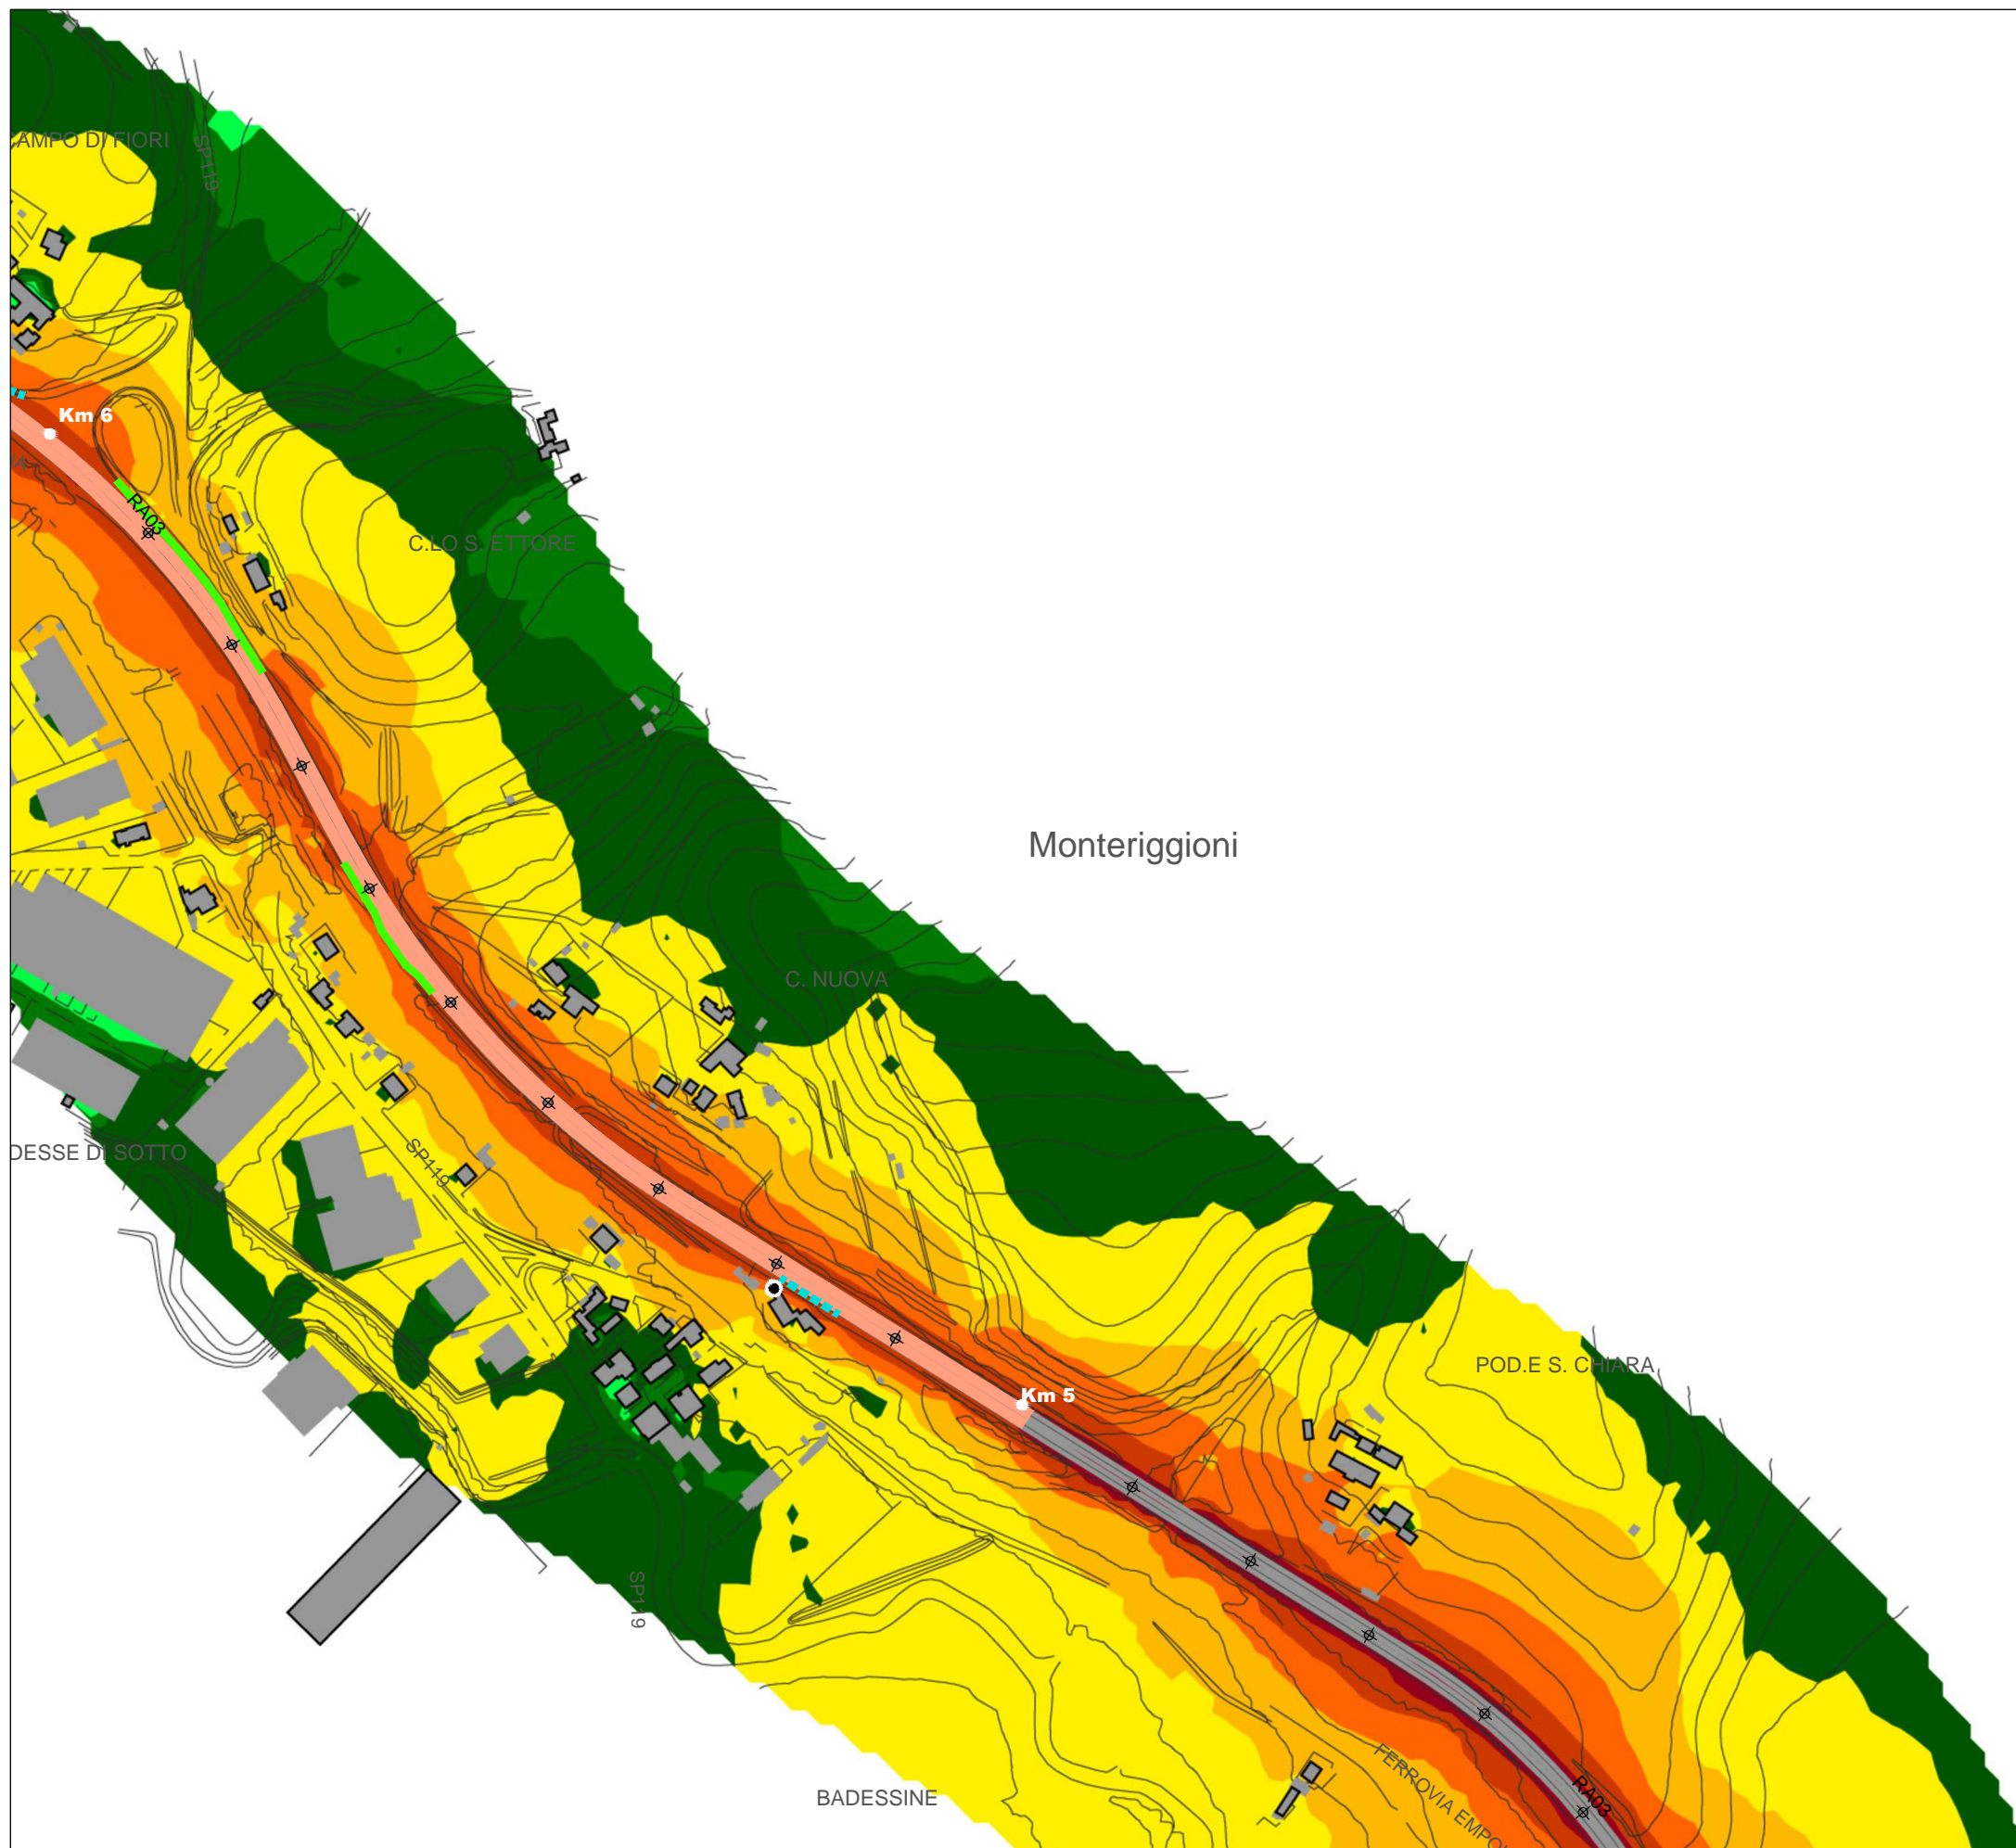 CAMPO DI FIORI
SP119
Km 6
RA03
C.LO S. ETTORE
Monteriggioni
C. NUOVA
DESSE DI SOTTO
SP119
Km 5
POD.E S. CHIARA
SP119
FERROVIA EMPO
RA03
BADESSINE